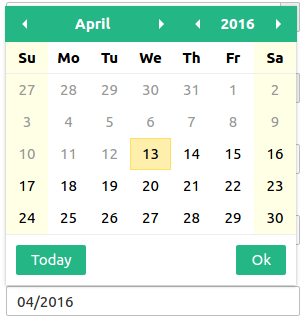 April 2016
Su Mo Tu We Th Fr Sa
27 28 29 30 31 1 2
3 4 5 6 7 8 9
10 11 12 13 14 15 16
17 18 19 20 21 22 23
24 25 26 27 28 29 30
Today Ok
04/2016